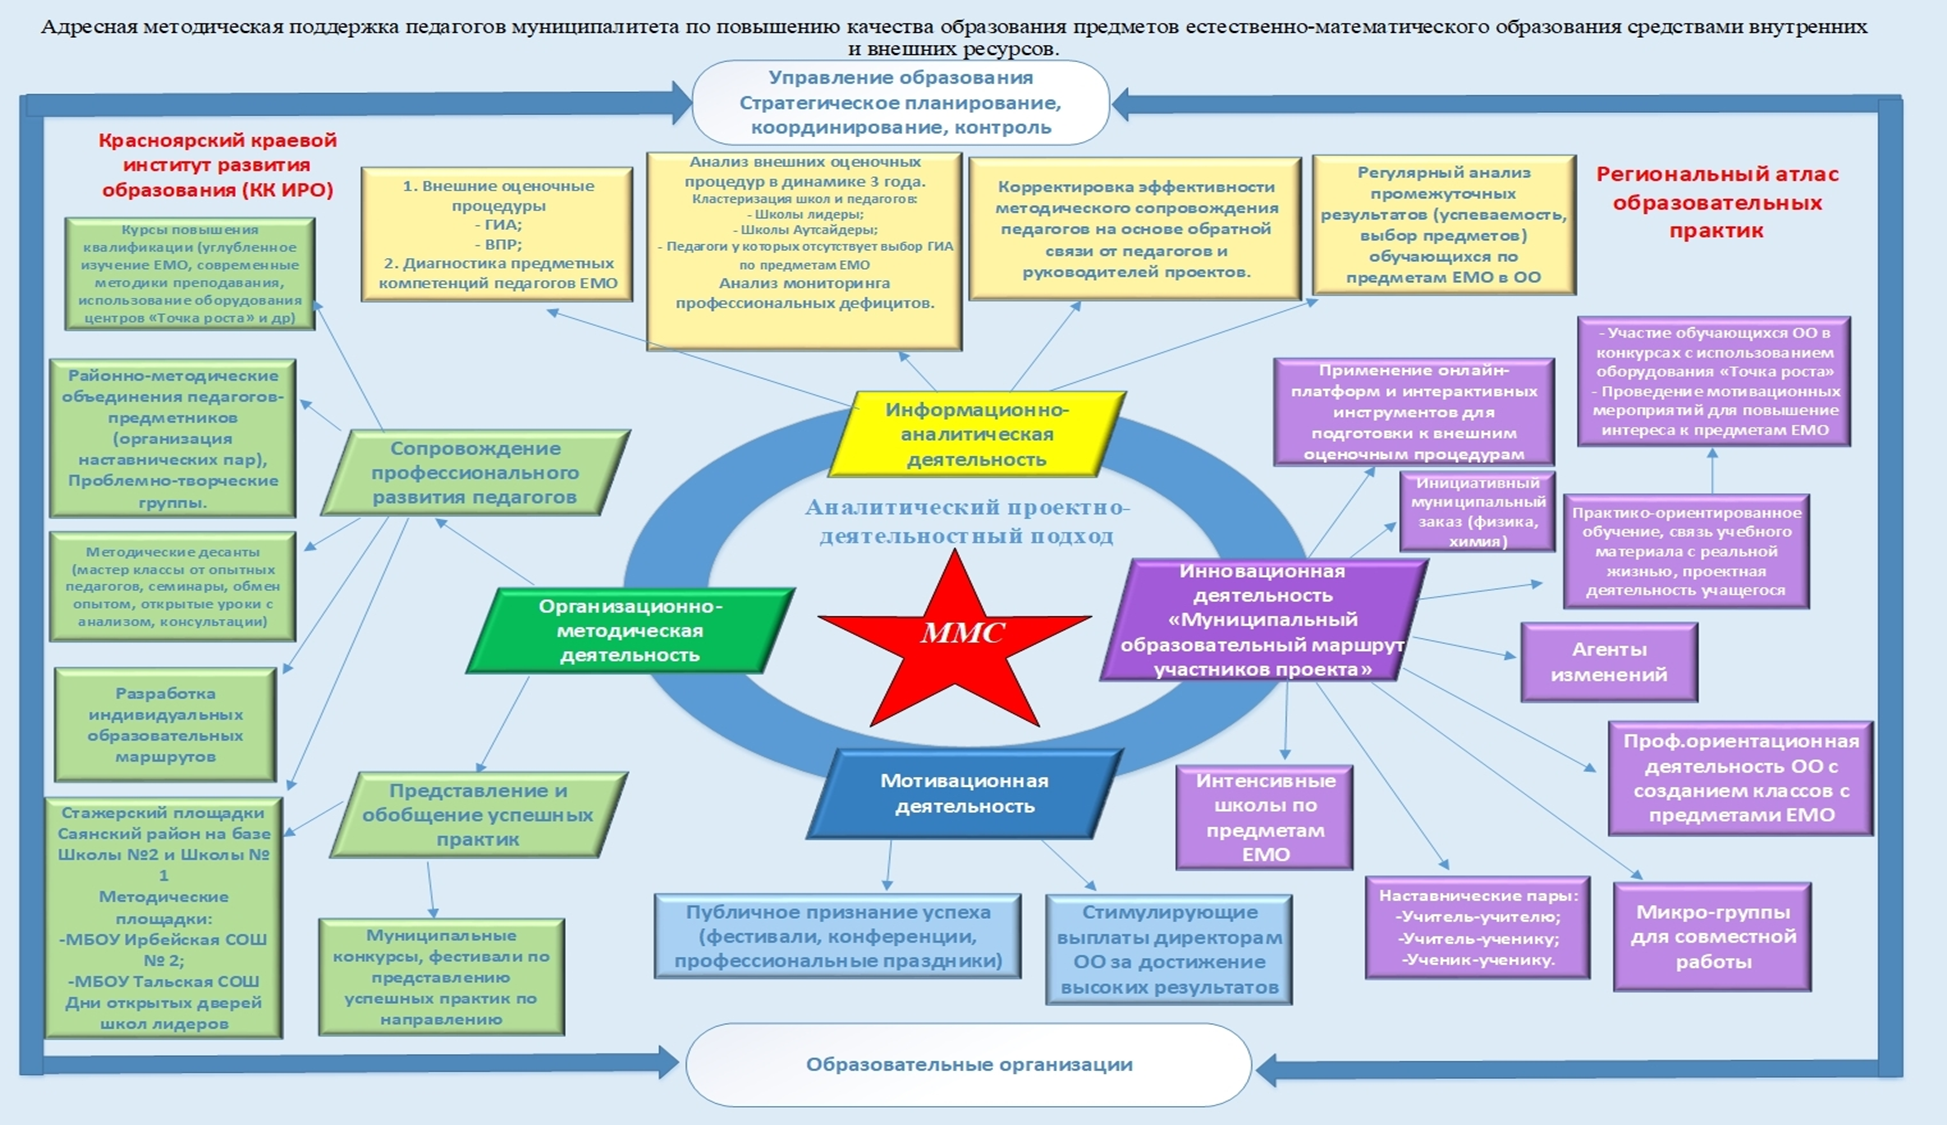 Адресная методическая поддержка педагогов муниципалитета по повышению качества образования предметов естественно-математического образования средствами внутренних
и внешних ресурсов.
Управление образования
Стратегическое планирование,
координирование, контроль
Красноярский краевой
институт развития
образования (КК ИРО)
1. Внешние оценочные
процедуры
- ГИА;
- ВПР;
2. Диагностика предметных
компетенций педагогов ЕМО
Анализ внешних оценочных
процедур в динамике 3 года.
Кластеризация школ и педагогов:
- Школы лидеры;
- Школы Аутсайдеры;
- Педагоги у которых отсутствует выбор ГИА
по предметам ЕМО
Анализ мониторинга
профессиональных дефицитов.
Корректировка эффективности
методического сопровождения
педагогов на основе обратной
связи от педагогов и
руководителей проектов.
Регулярный анализ
промежуточных
результатов (успеваемость,
выбор предметов)
обучающихся по
предметам ЕМО в ОО
Региональный атлас
образовательных
практик
Курсы повышения
квалификации (углубленное
изучение ЕМО, современные
методики преподавания,
использование оборудования
центров «Точка роста» и др)
Районно-методические
объединения педагогов-
предметников
(организация
наставнических пар),
Проблемно-творческие
группы.
Методические десанты
(мастер классы от опытных
педагогов, семинары, обмен
опытом, открытые уроки с
анализом, консультации)
Разработка
индивидуальных
образовательных
маршрутов
Стажерский площадки
Саянский район на базе
Школы №2 и Школы №
1
Методические
площадки:
-МБОУ Ирбейская СОШ
№ 2;
-МБОУ Тальская СОШ
Дни открытых дверей
школ лидеров
Сопровождение
профессионального
развития педагогов
Организационно-
методическая
деятельность
Представление и
обобщение успешных
практик
Муниципальные
конкурсы, фестивали по
представлению
успешных практик по
направлению
Информационно-
аналитическая
деятельность
Аналитический проектно-
деятельностный подход
ММС
Мотивационная
деятельность
Публичное признание успеха
(фестивали, конференции,
профессиональные праздники)
Стимулирующие
выплаты директорам
ОО за достижение
высоких результатов
Инновационная
деятельность
«Муниципальный
образовательный маршрут
участников проекта»
Применение онлайн-
платформ и интерактивных
инструментов для
подготовки к внешним
оценочным процедурам
- Участие обучающихся ОО в
конкурсах с использованием
оборудования «Точка роста»
- Проведение мотивационных
мероприятий для повышение
интереса к предметам ЕМО
Инициативный
муниципальный
заказ (физика,
химия)
Практико-ориентированное
обучение, связь учебного
материала с реальной
жизнью, проектная
деятельность учащегося
Агенты
изменений
Проф.ориентационная
деятельность ОО с
созданием классов с
предметами ЕМО
Интенсивные
школы по
предметам
ЕМО
Наставнические пары:
-Учитель-учителю;
-Учитель-ученику;
-Ученик-ученику.
Микро-группы
для совместной
работы
Образовательные организации